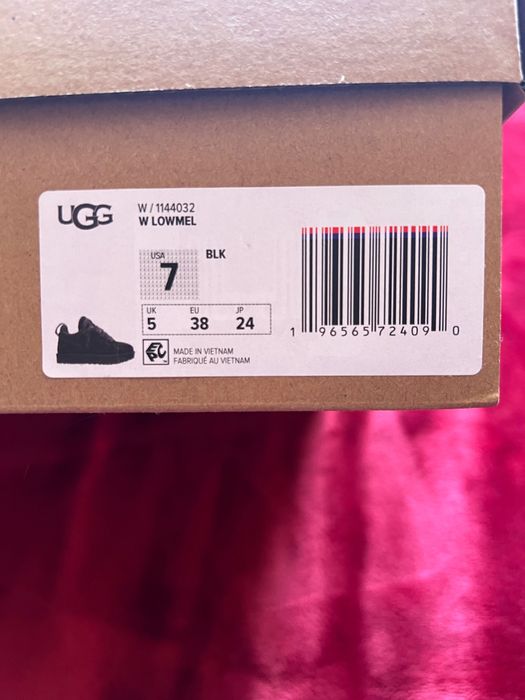 UGG
W / 1144032
W LOWMEL
USA
7
BLK
UK EU JP
5 38 24
MADE IN VIETNAM
FABRIQUÉ AU VIETNAM
1 96565 72409 0